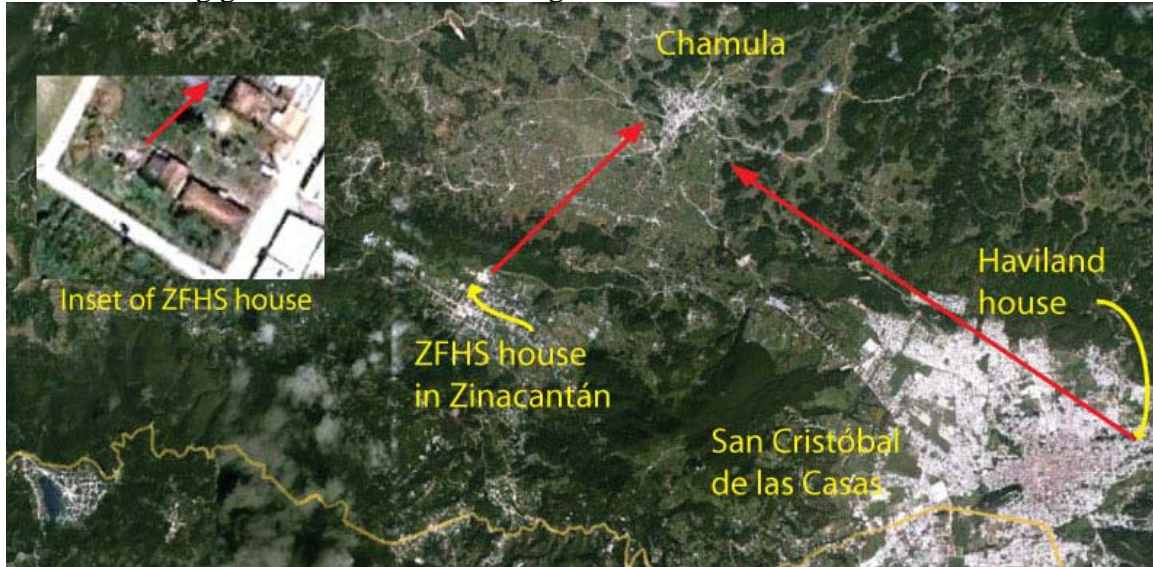 Chamula
Inset of ZFHS house
Haviland
house
ZFHS house
in Zinacantán
San Cristóbal
de las Casas